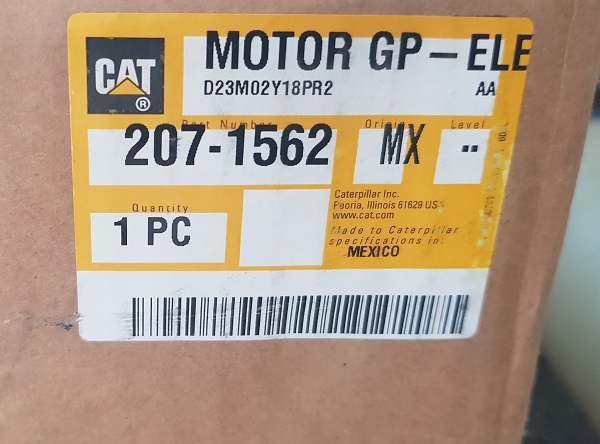 CAT ®
MOTOR GP-ELE
D23M02Y18PR2 AA
Part Number Origin Level
207-1562 MX --
Caterpillar Inc.
Peoria, Illinois 61629 USA
www.cat.com
Quantity
1 PC
Made to Caterpillar
specifications in:
MEXICO